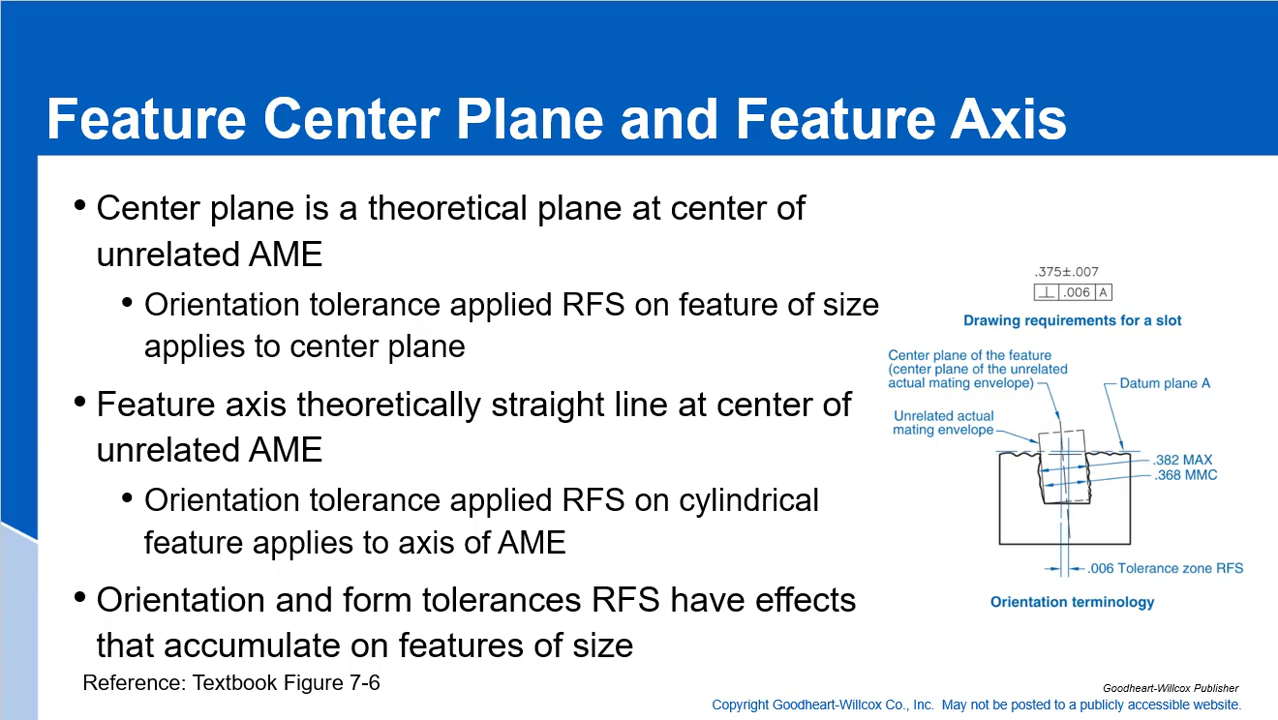 Feature Center Plane and Feature Axis
• Center plane is a theoretical plane at center of
unrelated AME
• Orientation tolerance applied RFS on feature of size
applies to center plane
• Feature axis theoretically straight line at center of
unrelated AME
• Orientation tolerance applied RFS on cylindrical
feature applies to axis of AME
• Orientation and form tolerances RFS have effects
that accumulate on features of size
Reference: Textbook Figure 7-6
.375±.007
⊥ .006 A
Drawing requirements for a slot
Center plane of the feature
(center plane of the unrelated
actual mating envelope)
Datum plane A
Unrelated actual
mating envelope
.382 MAX
.368 MMC
.006 Tolerance zone RFS
Orientation terminology
Goodheart-Willcox Publisher
Copyright Goodheart-Willcox Co., Inc. May not be posted to a publicly accessible website.